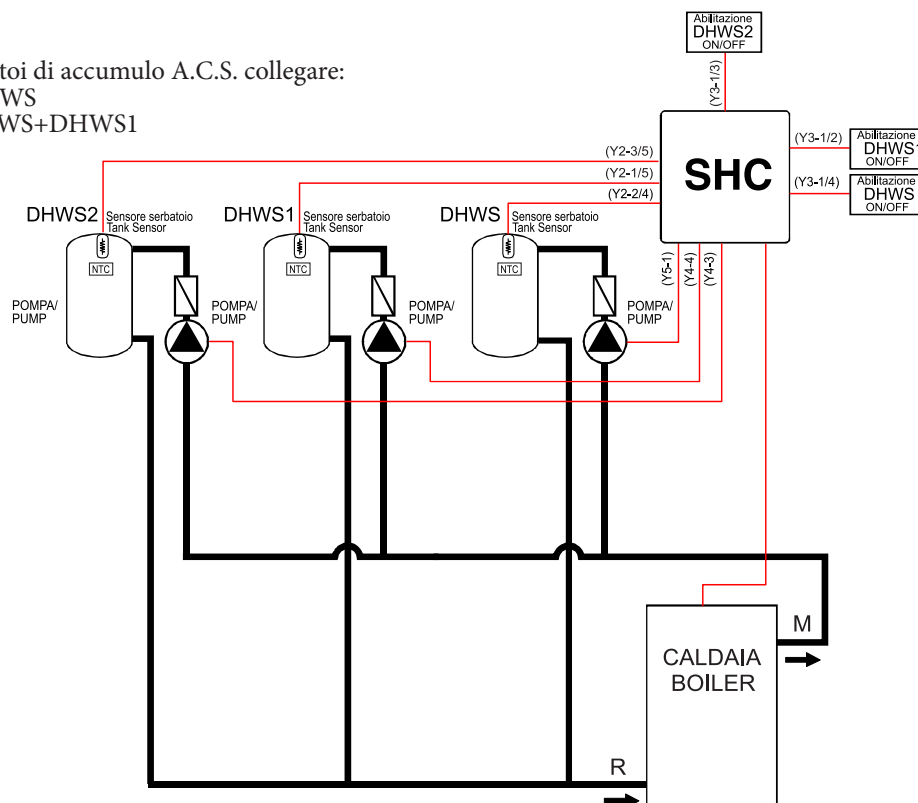 Abilitazione
DHWS2
ON/OFF
toi di accumulo A.C.S. collegare:
WS
WS+DHWS1
(Y3-1/3)
(Y2-3/5)
(Y2-1/5)
(Y2-2/4)
SHC
(Y3-1/2)
Abilitazione
DHWS1
ON/OFF
(Y3-1/4)
Abilitazione
DHWS
ON/OFF
DHWS2
Sensore serbatoio
Tank Sensor
DHWS1
Sensore serbatoio
Tank Sensor
DHWS
Sensore serbatoio
Tank Sensor
(Y5-1)
(Y4-4)
(Y4-3)
NTC
NTC
NTC
POMPA/
PUMP
POMPA/
PUMP
POMPA/
PUMP
POMPA/
PUMP
M
CALDAIA
BOILER
R